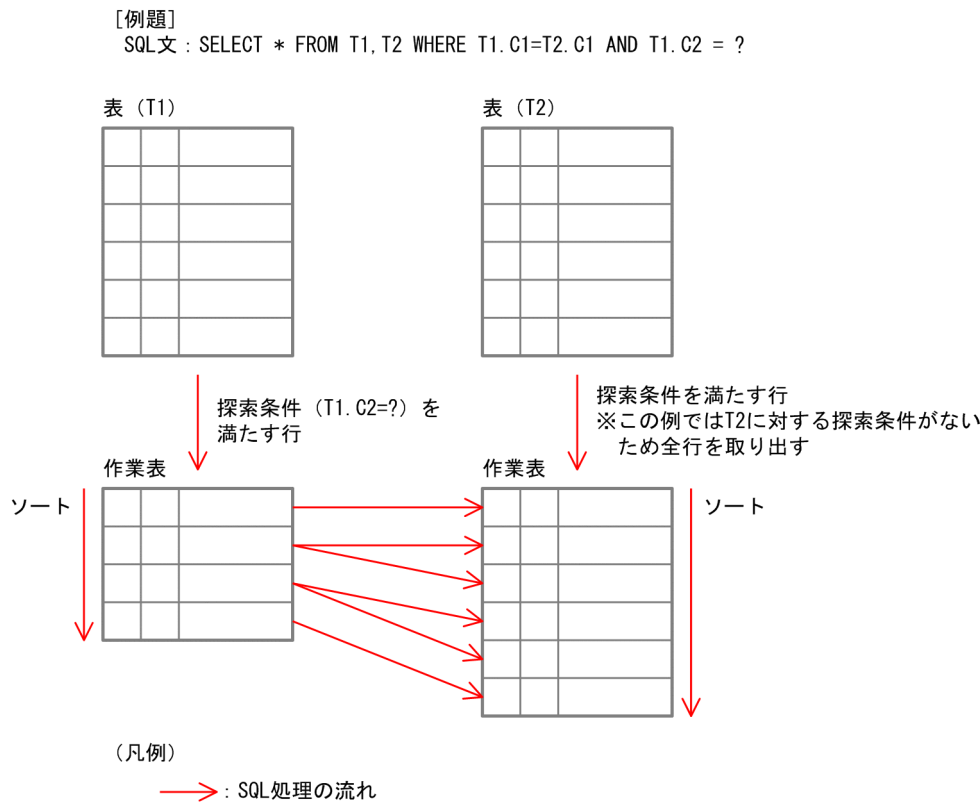 [例題]
SQL文：SELECT * FROM T1,T2 WHERE T1.C1=T2.C1 AND T1.C2 = ?
表（T1）
表（T2）
探索条件（T1.C2=?）を
満たす行
探索条件を満たす行
※この例ではT2に対する探索条件がない
ため全行を取り出す
作業表
作業表
ソート
ソート
（凡例）
：SQL処理の流れ